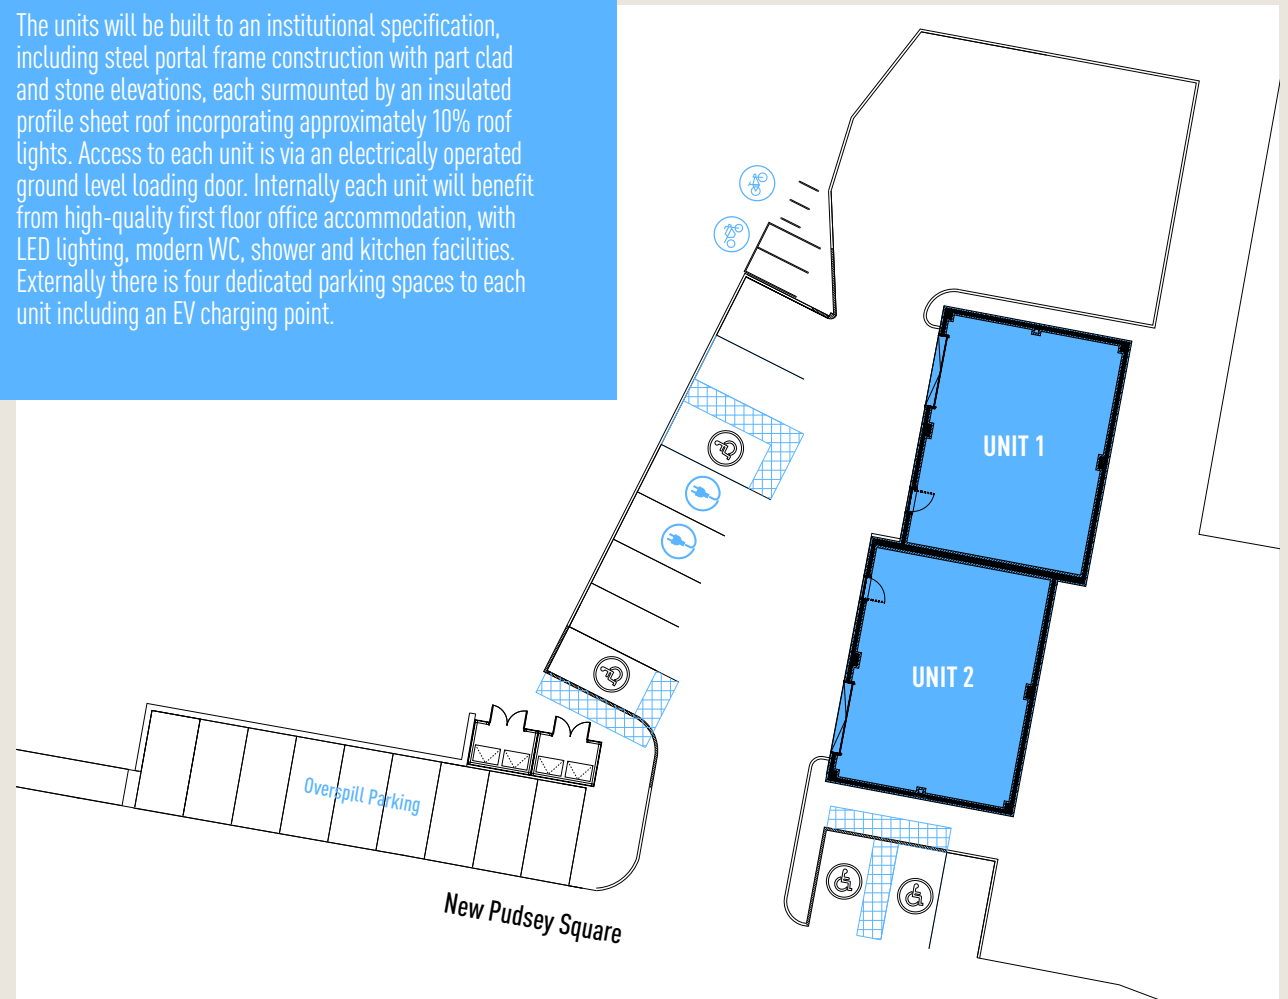 The units will be built to an institutional specification,
including steel portal frame construction with part clad
and stone elevations, each surmounted by an insulated
profile sheet roof incorporating approximately 10% roof
lights. Access to each unit is via an electrically operated
ground level loading door. Internally each unit will benefit
from high-quality first floor office accommodation, with
LED lighting, modern WC, shower and kitchen facilities.
Externally there is four dedicated parking spaces to each
unit including an EV charging point.
UNIT 1
UNIT 2
Overspill Parking
New Pudsey Square